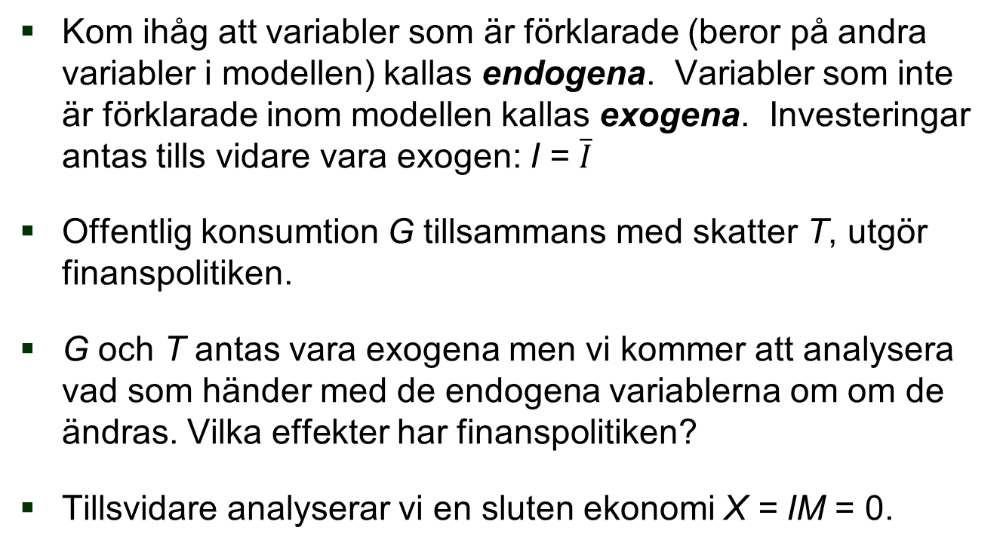 ▪ Kom ihåg att variabler som är förklarade (beror på andra
variabler i modellen) kallas endogena.  Variabler som inte
är förklarade inom modellen kallas exogena.  Investeringar
antas tills vidare vara exogen: I = Ī
▪ Offentlig konsumtion G tillsammans med skatter T, utgör
finanspolitiken.
▪ G och T antas vara exogena men vi kommer att analysera
vad som händer med de endogena variablerna om om de
ändras. Vilka effekter har finanspolitiken?
▪ Tillsvidare analyserar vi en sluten ekonomi X = IM = 0.